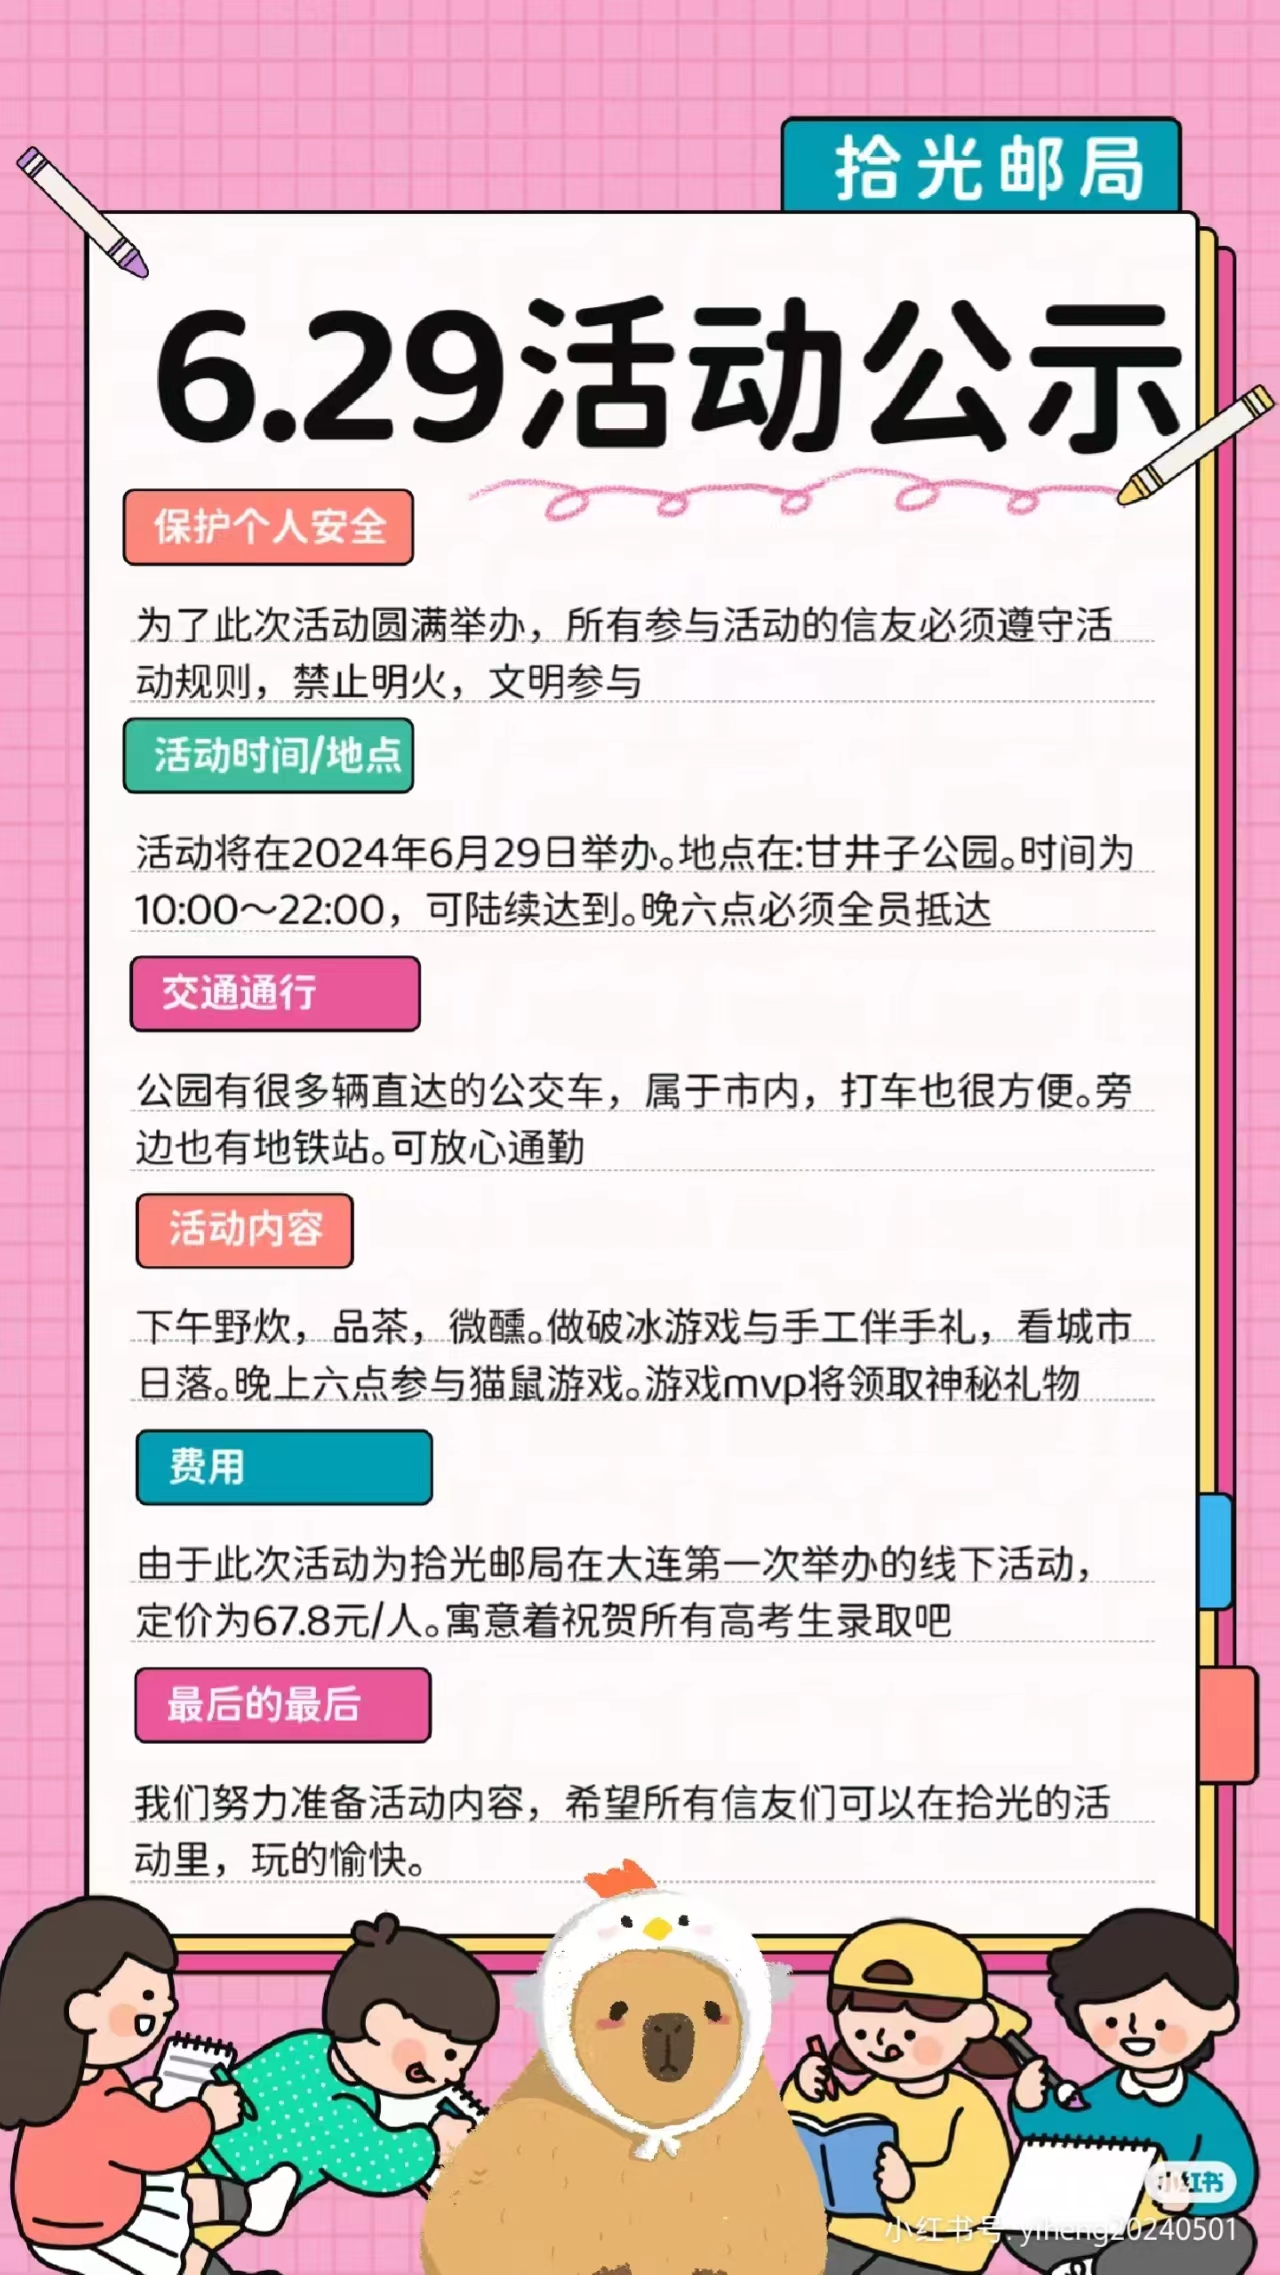 拾光邮局
6.29活动公示
保护个人安全
为了此次活动圆满举办，所有参与活动的信友必须遵守活
动规则，禁止明火，文明参与
活动时间/地点
活动将在2024年6月29日举办。地点在:甘井子公园。时间为
10:00～22:00，可陆续达到。晚六点必须全员抵达
交通通行
公园有很多辆直达的公交车，属于市内，打车也很方便。旁
边也有地铁站。可放心通勤
活动内容
下午野炊，品茶，微醺。做破冰游戏与手工伴手礼，看城市
日落。晚上六点参与猫鼠游戏。游戏mvp将领取神秘礼物
费用
由于此次活动为拾光邮局在大连第一次举办的线下活动，
定价为67.8元/人。寓意着祝贺所有高考生录取吧
最后的最后
我们努力准备活动内容，希望所有信友们可以在拾光的活
动里，玩的愉快。
小红书
小红书号: yiheng20240501